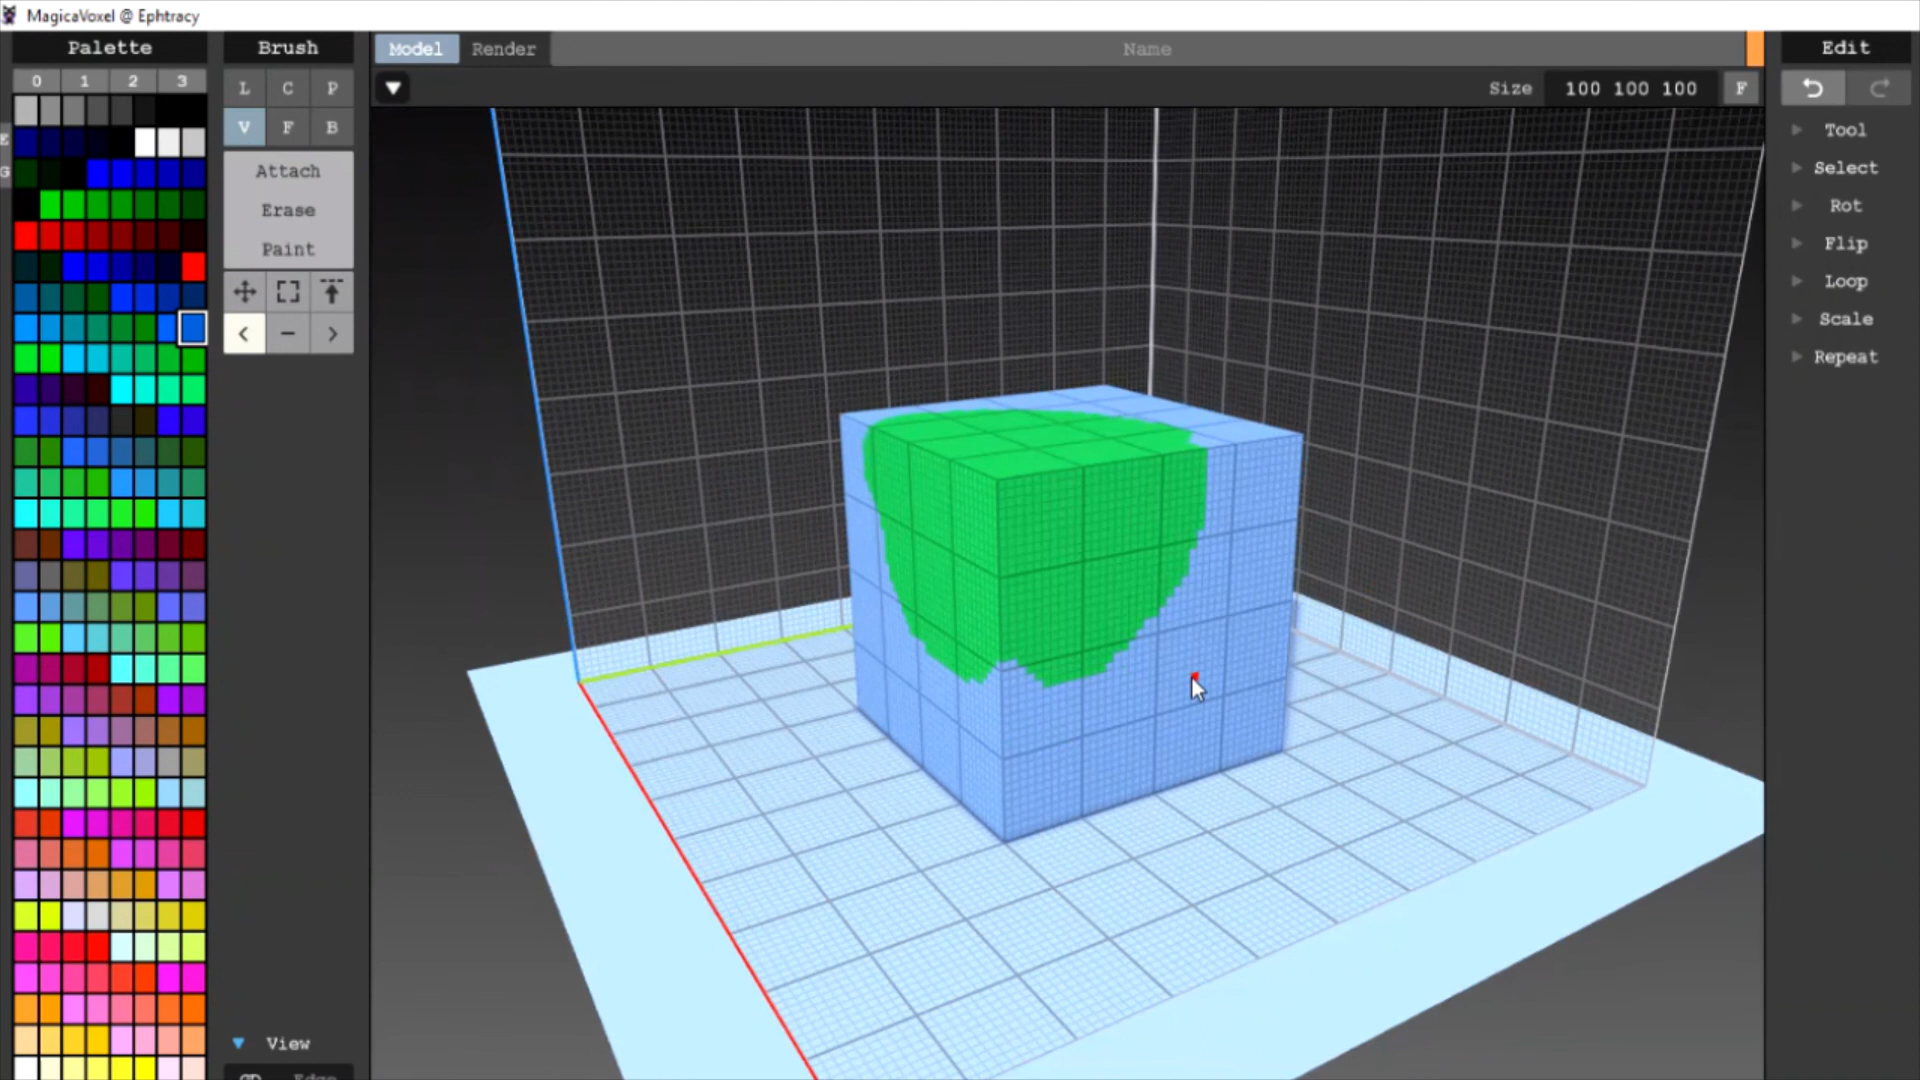 MagicaVoxel @ Ephtracy
Palette
Brush
Model
Render
Name
Edit
0 1 2 3
L C P
Size 100 100 100 F
V F B
E
G
Attach
Erase
Paint
Tool
Select
Rot
Flip
Loop
Scale
Repeat
View